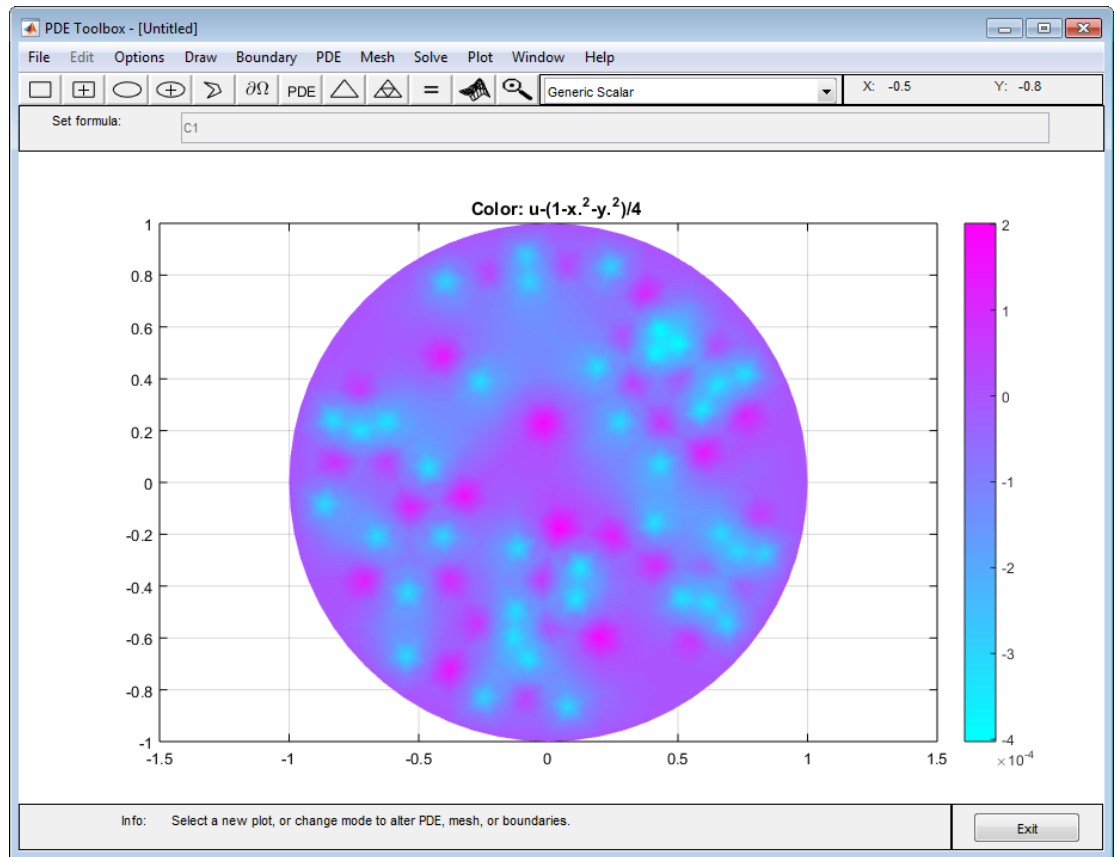 PDE Toolbox - [Untitled]
File Edit Options Draw Boundary PDE Mesh Solve Plot Window Help
∂Ω PDE = Generic Scalar X: -0.5 Y: -0.8
Set formula: C1
Color: u-(1-x.²-y.²)/4
1
0.8
0.6
0.4
0.2
0
-0.2
-0.4
-0.6
-0.8
-1
-1.5 -1 -0.5 0 0.5 1 1.5
2
1
0
-1
-2
-3
-4
×10⁻⁴
Info: Select a new plot, or change mode to alter PDE, mesh, or boundaries.
Exit